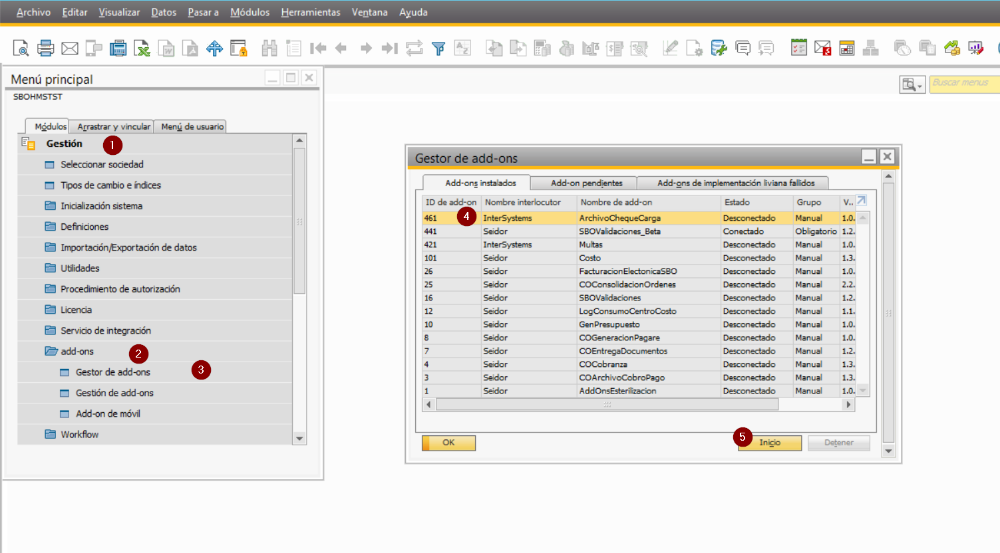 Archivo Editar Visualizar Datos Pasar a Módulos Herramientas Ventana Ayuda
Menú principal
SBOHMSTST
Buscar menus
Módulos Arrastrar y vincular Menú de usuario
Gestión 1
Seleccionar sociedad
Tipos de cambio e índices
Inicialización sistema
Definiciones
Importación/Exportación de datos
Utilidades
Procedimiento de autorización
Licencia
Servicio de integración
add-ons 2
Gestor de add-ons 3
Gestión de add-ons
Add-on de móvil
Workflow
Gestor de add-ons
Add-ons instalados Add-on pendientes Add-ons de implementación liviana fallidos
ID de add-on Nombre interlocutor Nombre de add-on Estado Grupo V..
461 4 InterSystems ArchivoChequeCarga Desconectado Manual 1.0.
441 Seidor SBOValidaciones_Beta Conectado Obligatorio 1.2.
421 InterSystems Multas Desconectado Manual 1.0.
101 Seidor Costo Desconectado Manual 1.3.
26 Seidor FacturacionElectonicaSBO Desconectado Manual 1.0.
25 Seidor COConsolidacionOrdenes Desconectado Manual 2.2.
16 Seidor SBOValidaciones Desconectado Manual 1.2.
12 Seidor LogConsumoCentroCosto Desconectado Manual 1.1.
10 Seidor GenPresupuesto Desconectado Manual 1.0.
8 Seidor COGeneracionPagare Desconectado Manual 1.0.
7 Seidor COEntregaDocumentos Desconectado Manual 1.2.
4 Seidor COCobranza Desconectado Manual 1.3.
3 Seidor COArchivoCobroPago Desconectado Manual 1.3.
1 Seidor AddOnsEsterilizacion Desconectado Manual 1.0.
OK 5 Inicio Detener